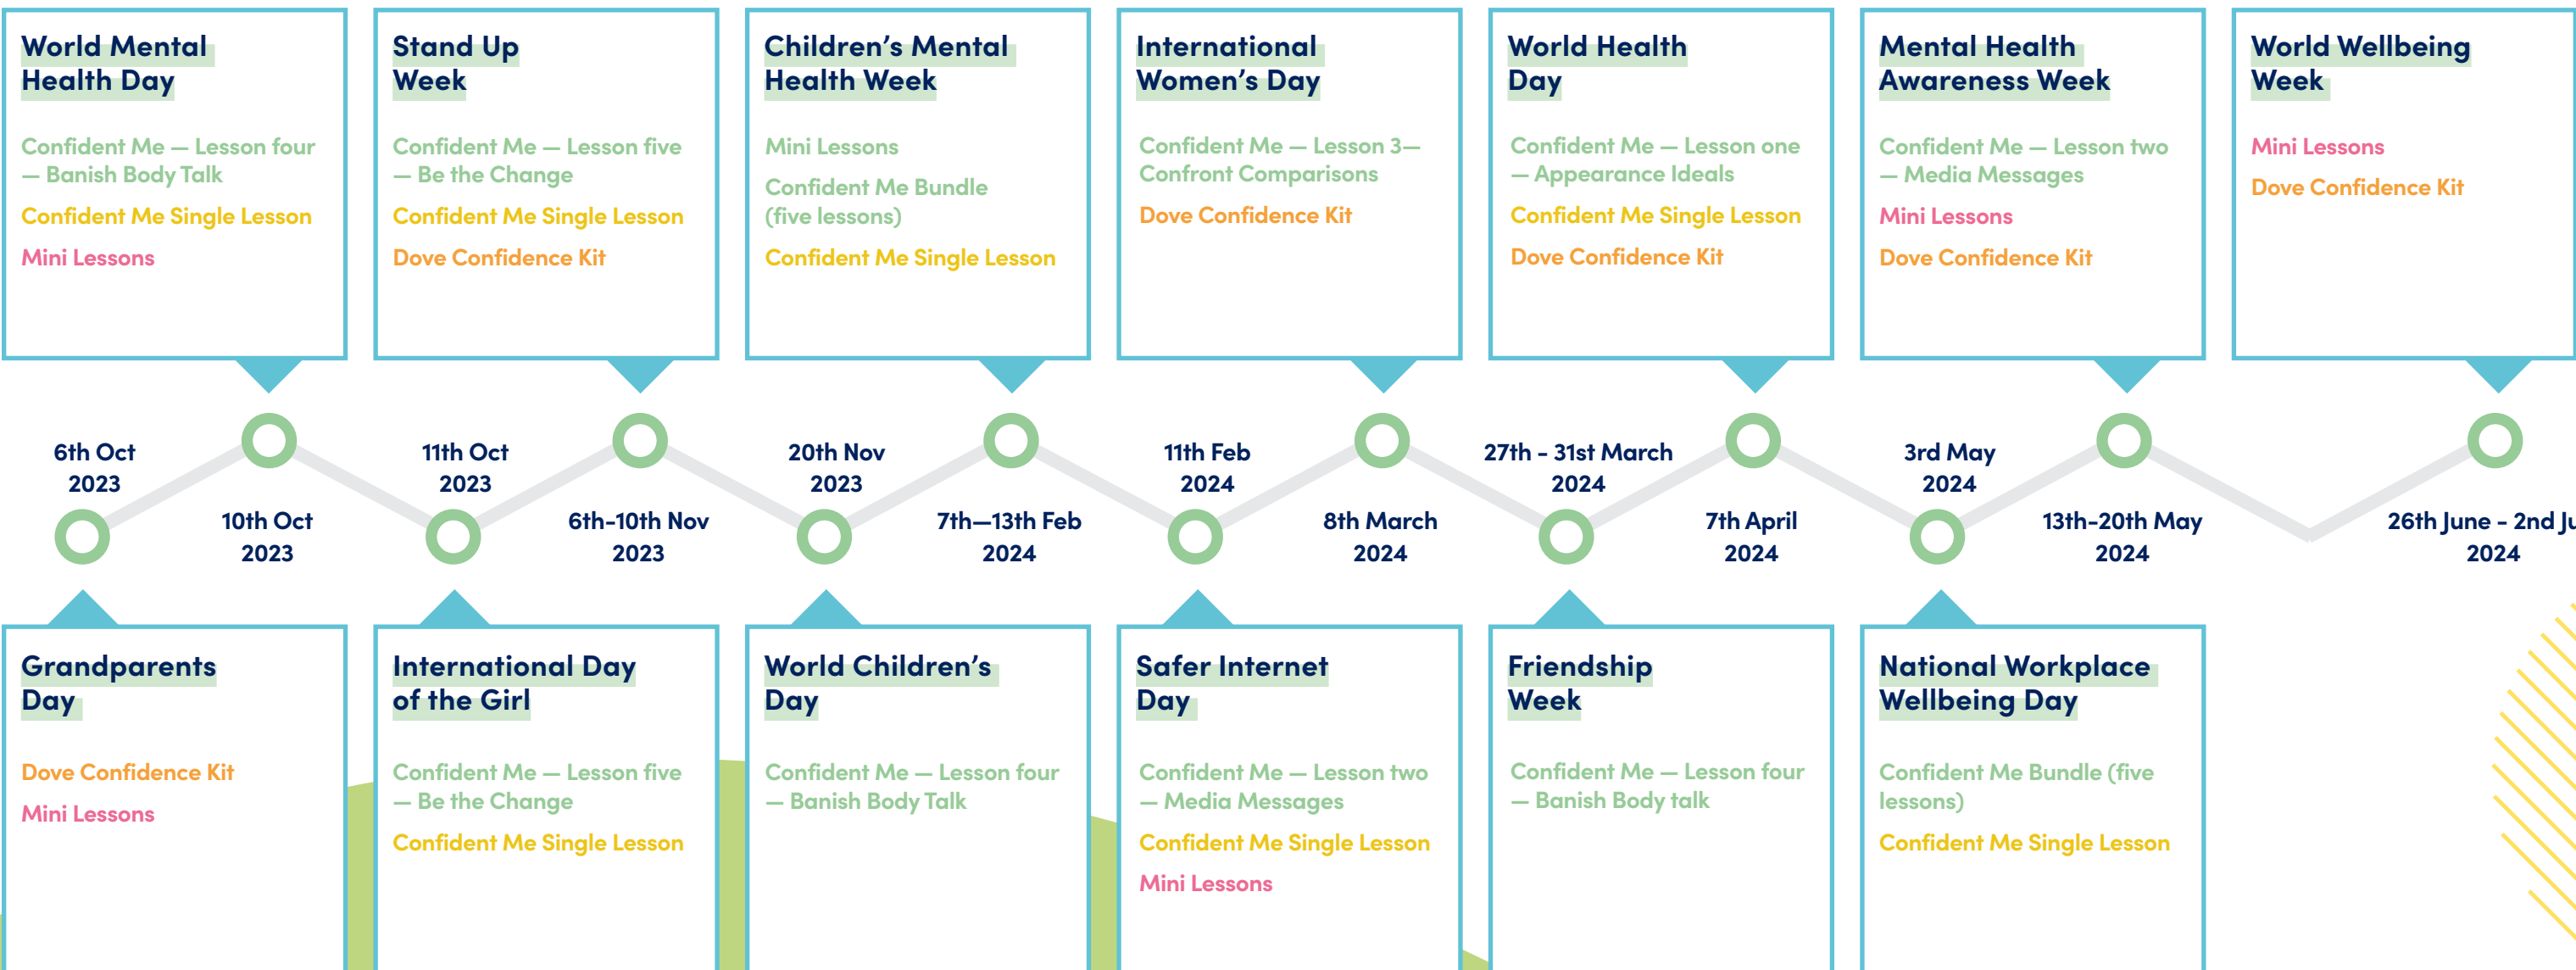 World Mental
Health Day
Confident Me — Lesson four
— Banish Body Talk
Confident Me Single Lesson
Mini Lessons
Stand Up
Week
Confident Me — Lesson five
— Be the Change
Confident Me Single Lesson
Dove Confidence Kit
Children’s Mental
Health Week
Mini Lessons
Confident Me Bundle
(five lessons)
Confident Me Single Lesson
International
Women’s Day
Confident Me — Lesson 3—
Confront Comparisons
Dove Confidence Kit
World Health
Day
Confident Me — Lesson one
— Appearance Ideals
Confident Me Single Lesson
Dove Confidence Kit
Mental Health
Awareness Week
Confident Me — Lesson two
— Media Messages
Mini Lessons
Dove Confidence Kit
World Wellbeing
Week
Mini Lessons
Dove Confidence Kit
6th Oct
2023
10th Oct
2023
11th Oct
2023
6th-10th Nov
2023
20th Nov
2023
7th—13th Feb
2024
11th Feb
2024
8th March
2024
27th - 31st March
2024
7th April
2024
3rd May
2024
13th-20th May
2024
26th June - 2nd
2024
Grandparents
Day
Dove Confidence Kit
Mini Lessons
International Day
of the Girl
Confident Me — Lesson five
— Be the Change
Confident Me Single Lesson
World Children’s
Day
Confident Me — Lesson four
— Banish Body Talk
Safer Internet
Day
Confident Me — Lesson two
— Media Messages
Confident Me Single Lesson
Mini Lessons
Friendship
Week
Confident Me — Lesson four
— Banish Body talk
National Workplace
Wellbeing Day
Confident Me Bundle (five
lessons)
Confident Me Single Lesson